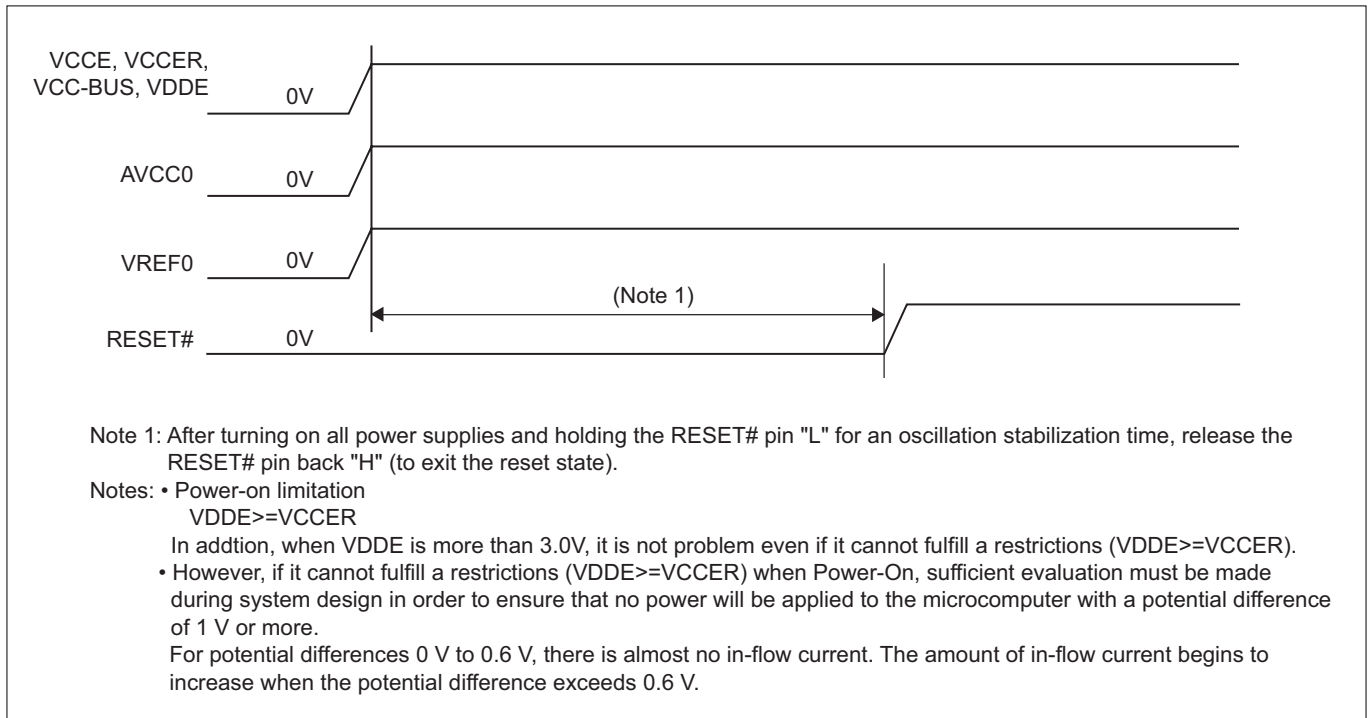 VCCE, VCCER,
VCC-BUS, VDDE
0V
AVCC0
0V
VREF0
0V
(Note 1)
RESET#
0V
Note 1: After turning on all power supplies and holding the RESET# pin "L" for an oscillation stabilization time, release the
RESET# pin back "H" (to exit the reset state).
Notes: • Power-on limitation
VDDE>=VCCER
In addtion, when VDDE is more than 3.0V, it is not problem even if it cannot fulfill a restrictions (VDDE>=VCCER).
• However, if it cannot fulfill a restrictions (VDDE>=VCCER) when Power-On, sufficient evaluation must be made
during system design in order to ensure that no power will be applied to the microcomputer with a potential difference
of 1 V or more.
For potential differences 0 V to 0.6 V, there is almost no in-flow current. The amount of in-flow current begins to
increase when the potential difference exceeds 0.6 V.